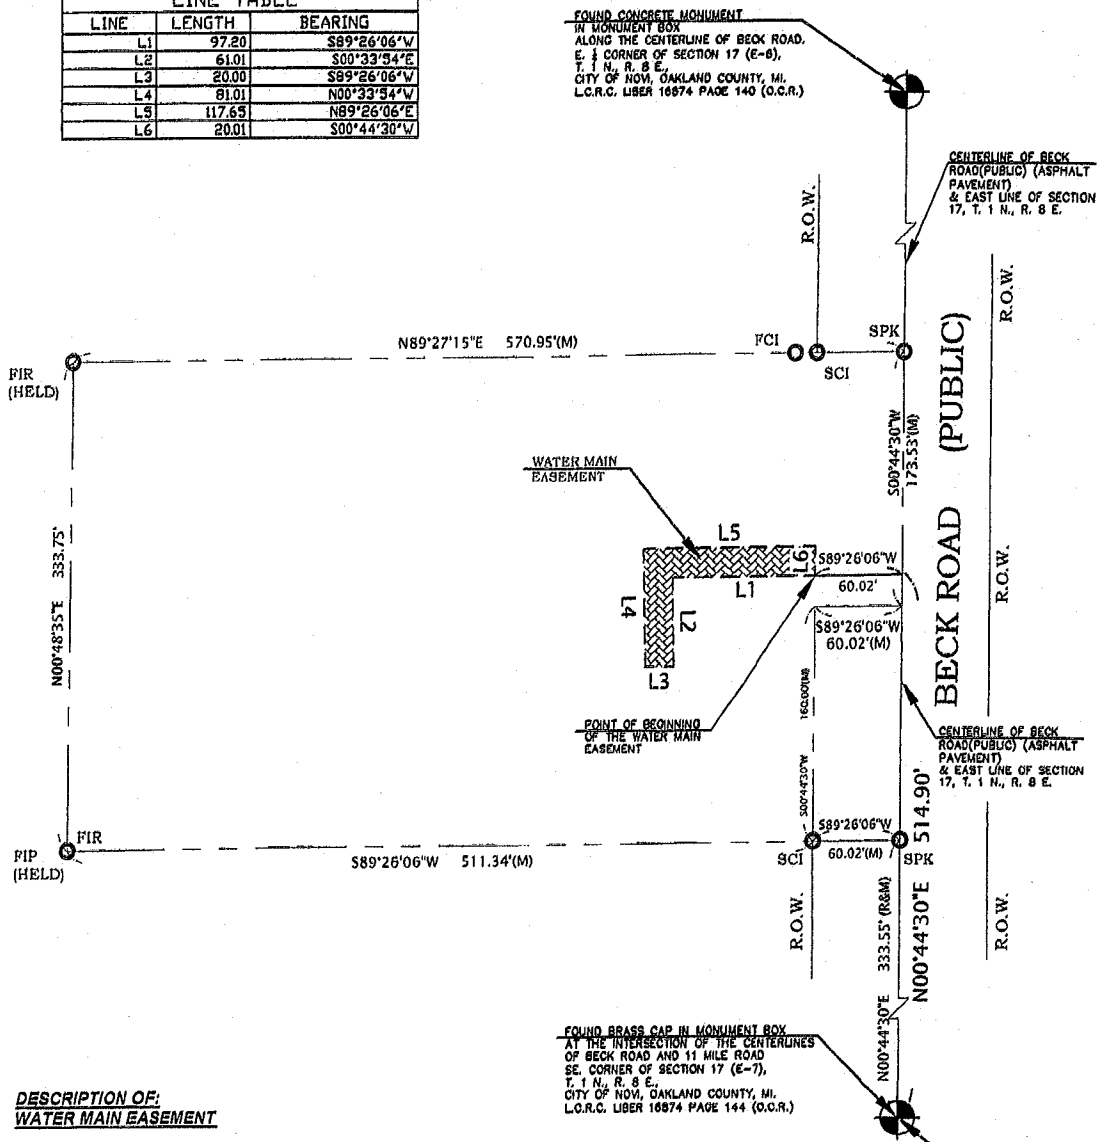 LINE TABLE
LINE LENGTH BEARING
L1 97.20 S89°26'06"W
L2 61.01 S00°33'54"E
L3 20.00 S89°26'06"W
L4 81.01 N00°33'54"W
L5 117.65 N89°26'06"E
L6 20.01 S00°44'30"W
FOUND CONCRETE MONUMENT
IN MONUMENT BOX
ALONG THE CENTERLINE OF BECK ROAD.
E. ¼ CORNER OF SECTION 17 (E-6),
T. 1 N., R. 8 E.,
CITY OF NOVI, OAKLAND COUNTY, MI.
L.C.R.C. LIBER 16874 PAGE 140 (O.C.R.)
CENTERLINE OF BECK
ROAD(PUBLIC) (ASPHALT
PAVEMENT)
& EAST LINE OF SECTION
17, T. 1 N., R. 8 E.
R.O.W.
R.O.W.
N89°27'15"E 570.95'(M)
FCI
SPK
SCI
FIR
(HELD)
S00°44'30"W
173.53'(M)
BECK ROAD (PUBLIC)
WATER MAIN
EASEMENT
L5
L6
S89°26'06"W
60.02'
L1
L4
L2
L3
S89°26'06"W
60.02'(M)
R.O.W.
N00°48'35"E 333.75'
160.00(M)
S00°44'30"W
POINT OF BEGINNING
OF THE WATER MAIN
EASEMENT
CENTERLINE OF BECK
ROAD(PUBLIC) (ASPHALT
PAVEMENT)
& EAST LINE OF SECTION
17, T. 1 N., R. 8 E.
FIR
FIP
(HELD)
S89°26'06"W 511.34'(M)
S89°26'06"W
60.02'(M)
SCI
SPK
N00°44'30"E 514.90'
R.O.W.
R.O.W.
N00°44'30"E 333.55' (R&M)
FOUND BRASS CAP IN MONUMENT BOX
AT THE INTERSECTION OF THE CENTERLINES
OF BECK ROAD AND 11 MILE ROAD
SE. CORNER OF SECTION 17 (E-7),
T. 1 N., R. 8 E.,
CITY OF NOVI, OAKLAND COUNTY, MI.
L.C.R.C. LIBER 16874 PAGE 144 (O.C.R.)
DESCRIPTION OF:
WATER MAIN EASEMENT